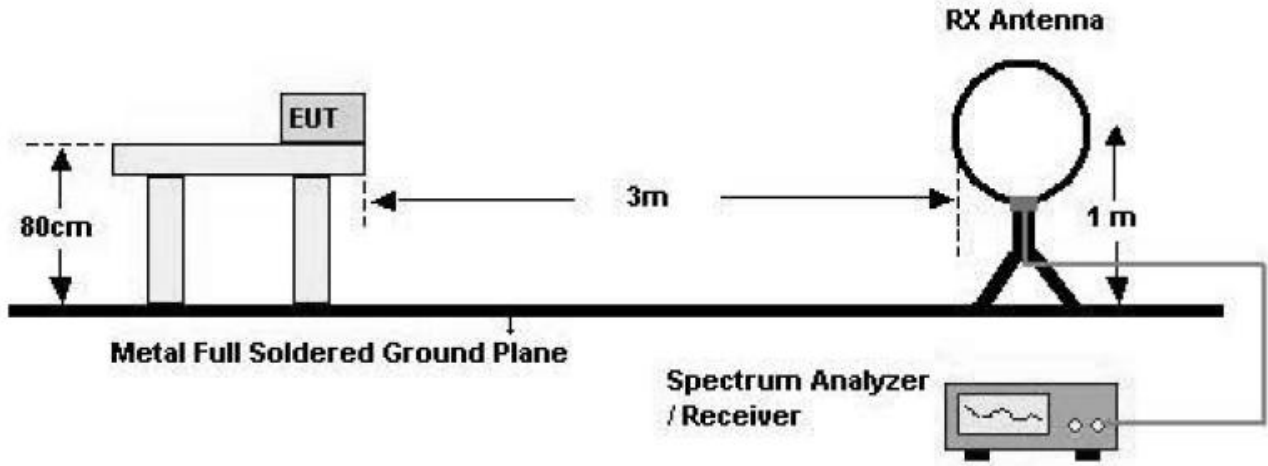 RX Antenna
EUT
3m
80cm
1 m
Metal Full Soldered Ground Plane
Spectrum Analyzer
/ Receiver